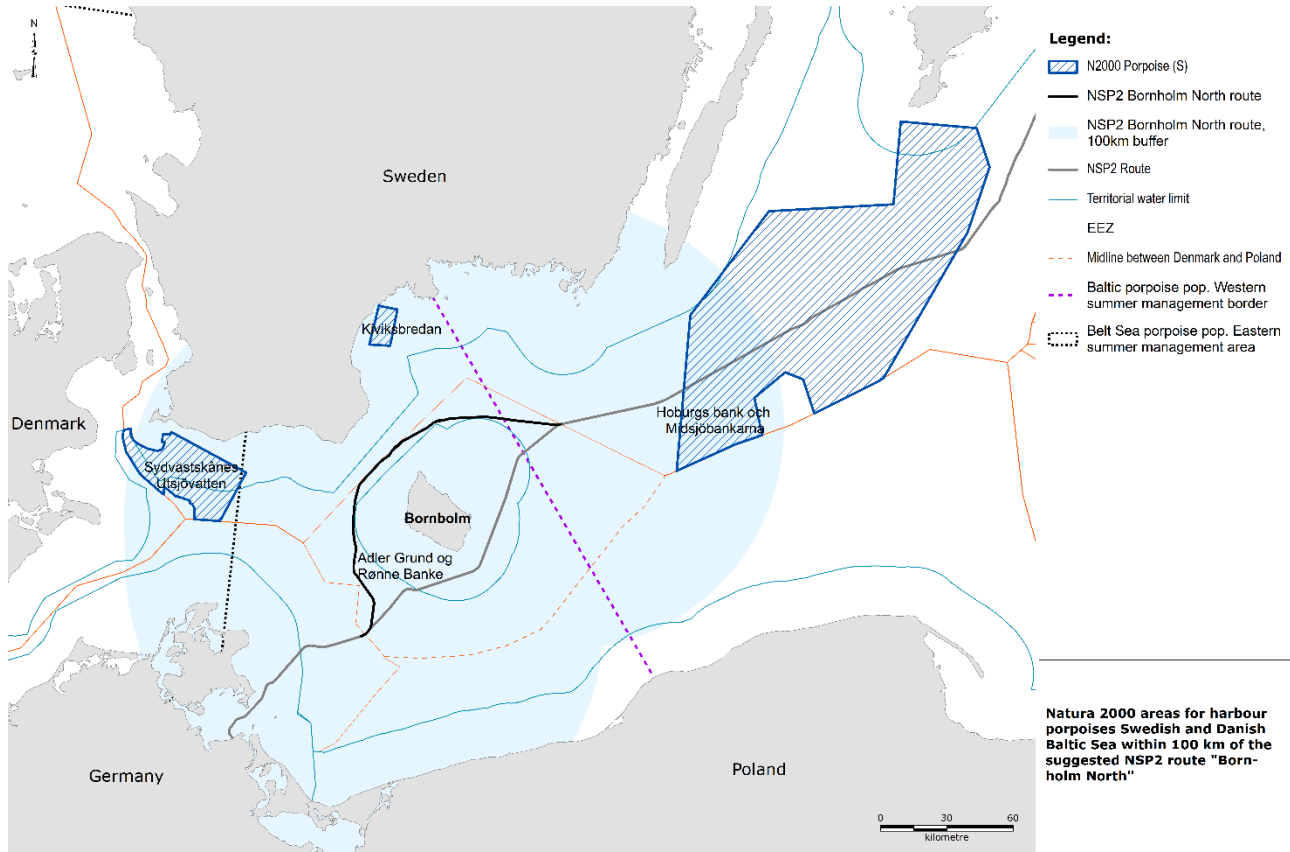 N
Sweden
Kiviksbredan
Denmark
Hoburgs bank och
Midsjöbankarna
Sydvästskånes
Utsjövatten
Bornholm
Adler Grund og
Rønne Banke
Germany
Poland
0 30 60
kilometre
Legend:
N2000 Porpoise (S)
NSP2 Bornholm North route
NSP2 Bornholm North route,
100km buffer
NSP2 Route
Territorial water limit
EEZ
Midline between Denmark and Poland
Baltic porpoise pop. Western
summer management border
Belt Sea porpoise pop. Eastern
summer management area
Natura 2000 areas for harbour
porpoises Swedish and Danish
Baltic Sea within 100 km of the
suggested NSP2 route "Born-
holm North"